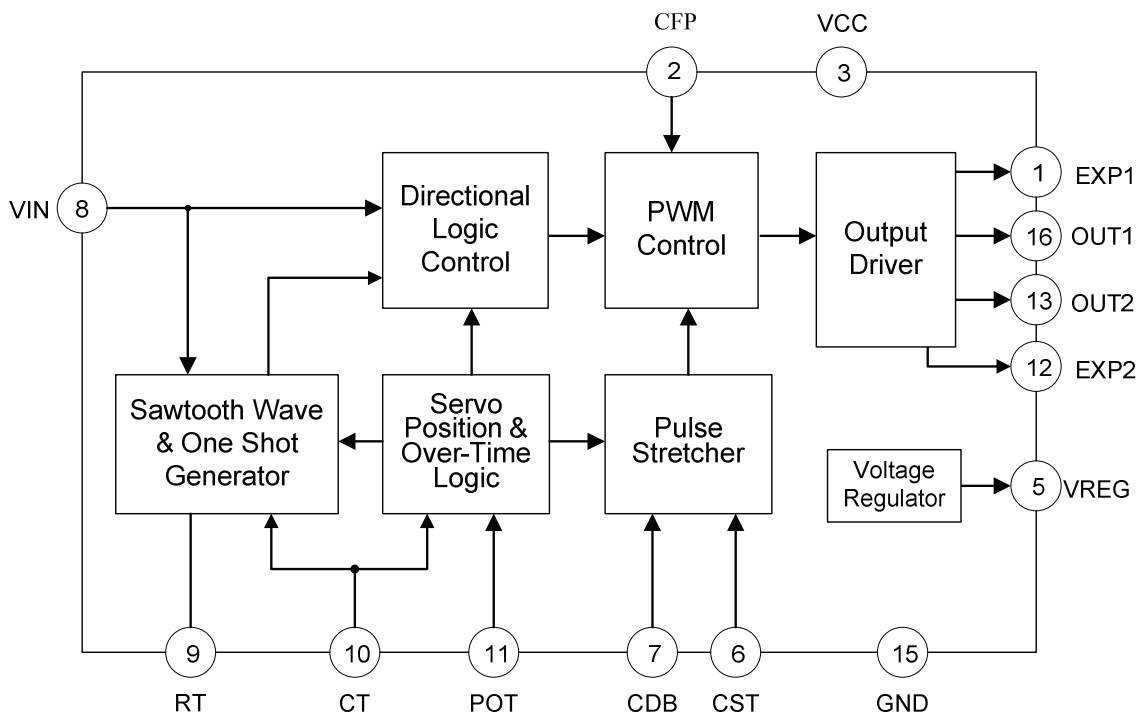 CFP
VCC
2
3
VIN
8
Directional
Logic
Control
PWM
Control
Output
Driver
1
EXP1
16
OUT1
13
OUT2
12
EXP2
Sawtooth Wave
& One Shot
Generator
Servo
Position &
Over-Time
Logic
Pulse
Stretcher
Voltage
Regulator
5
VREG
9
10
11
7
6
15
RT
CT
POT
CDB
CST
GND